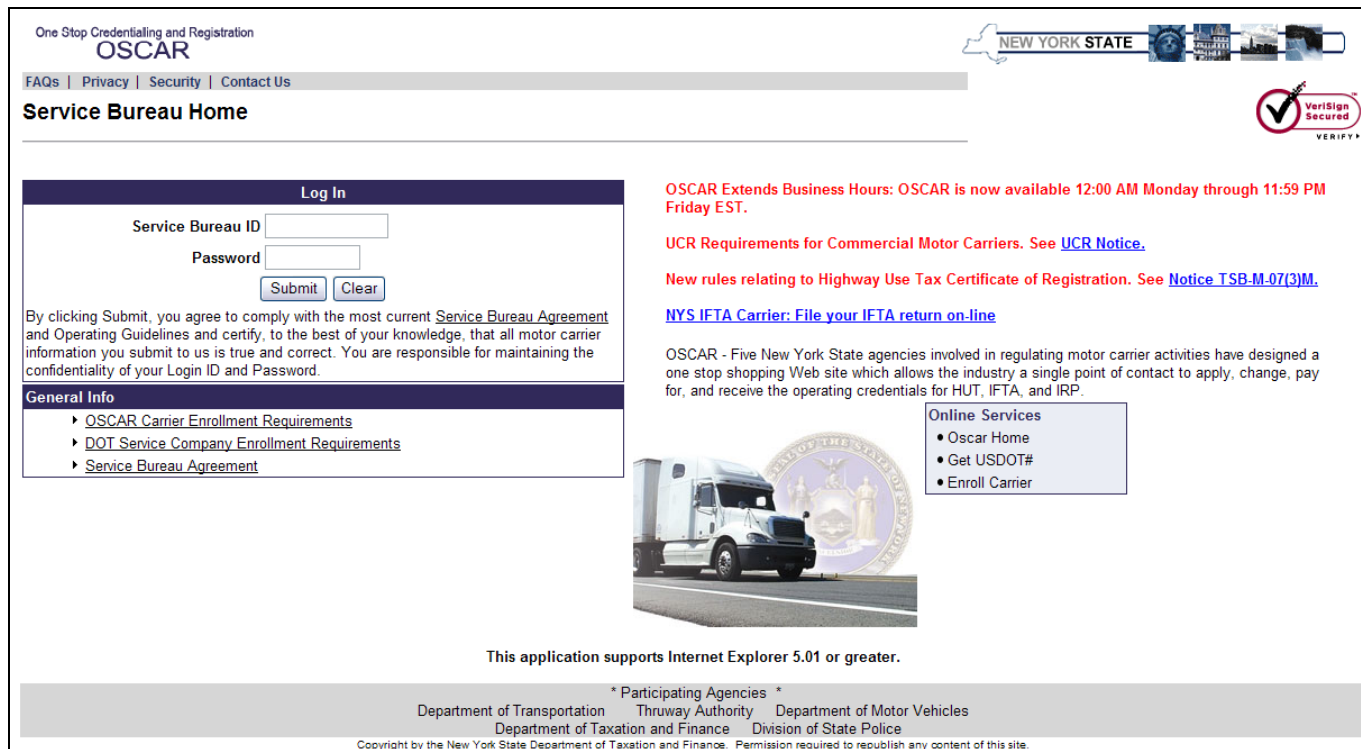 One Stop Credentialling and Registration
OSCAR
NEW YORK STATE
FAQs | Privacy | Security | Contact Us
Service Bureau Home
VeriSign
Secured
VERIFY
Log In
Service Bureau ID
Password
Submit Clear
By clicking Submit, you agree to comply with the most current Service Bureau Agreement
and Operating Guidelines and certify, to the best of your knowledge, that all motor carrier
information you submit to us is true and correct. You are responsible for maintaining the
confidentiality of your Login ID and Password.
General Info
OSCAR Carrier Enrollment Requirements
DOT Service Company Enrollment Requirements
Service Bureau Agreement
OSCAR Extends Business Hours: OSCAR is now available 12:00 AM Monday through 11:59 PM
Friday EST.
UCR Requirements for Commercial Motor Carriers. See UCR Notice.
New rules relating to Highway Use Tax Certificate of Registration. See Notice TSB-M-07(3)M.
NYS IFTA Carrier: File your IFTA return on-line
OSCAR - Five New York State agencies involved in regulating motor carrier activities have designed a
one stop shopping Web site which allows the industry a single point of contact to apply, change, pay
for, and receive the operating credentials for HUT, IFTA, and IRP.
Online Services
• Oscar Home
• Get USDOT#
• Enroll Carrier
This application supports Internet Explorer 5.01 or greater.
* Participating Agencies *
Department of Transportation Thruway Authority Department of Motor Vehicles
Department of Taxation and Finance Division of State Police
Copyright by the New York State Department of Taxation and Finance. Permission required to republish any content of this site.